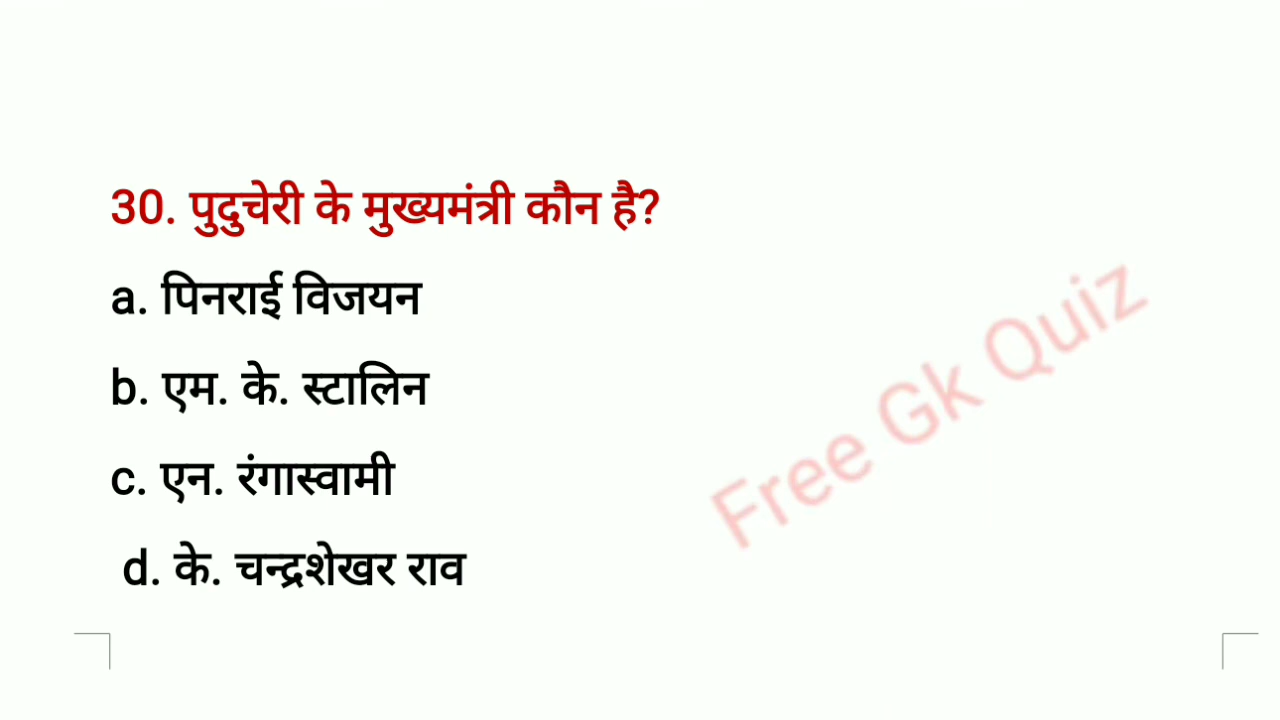 30. पुदुचेरी के मुख्यमंत्री कौन है?
a. पिनराई विजयन
b. एम. के. स्टालिन
c. एन. रंगास्वामी
d. के. चन्द्रशेखर राव
Free Gk Quiz